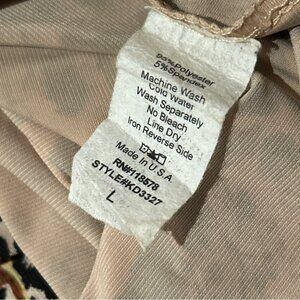 95%Polyester
5%Spandex
Machine Wash
Cold Water
Wash Separately
No Bleach
Line Dry
Iron Reverse Side
Made In U.S.A
RN#118578
STYLE#KD3327
L